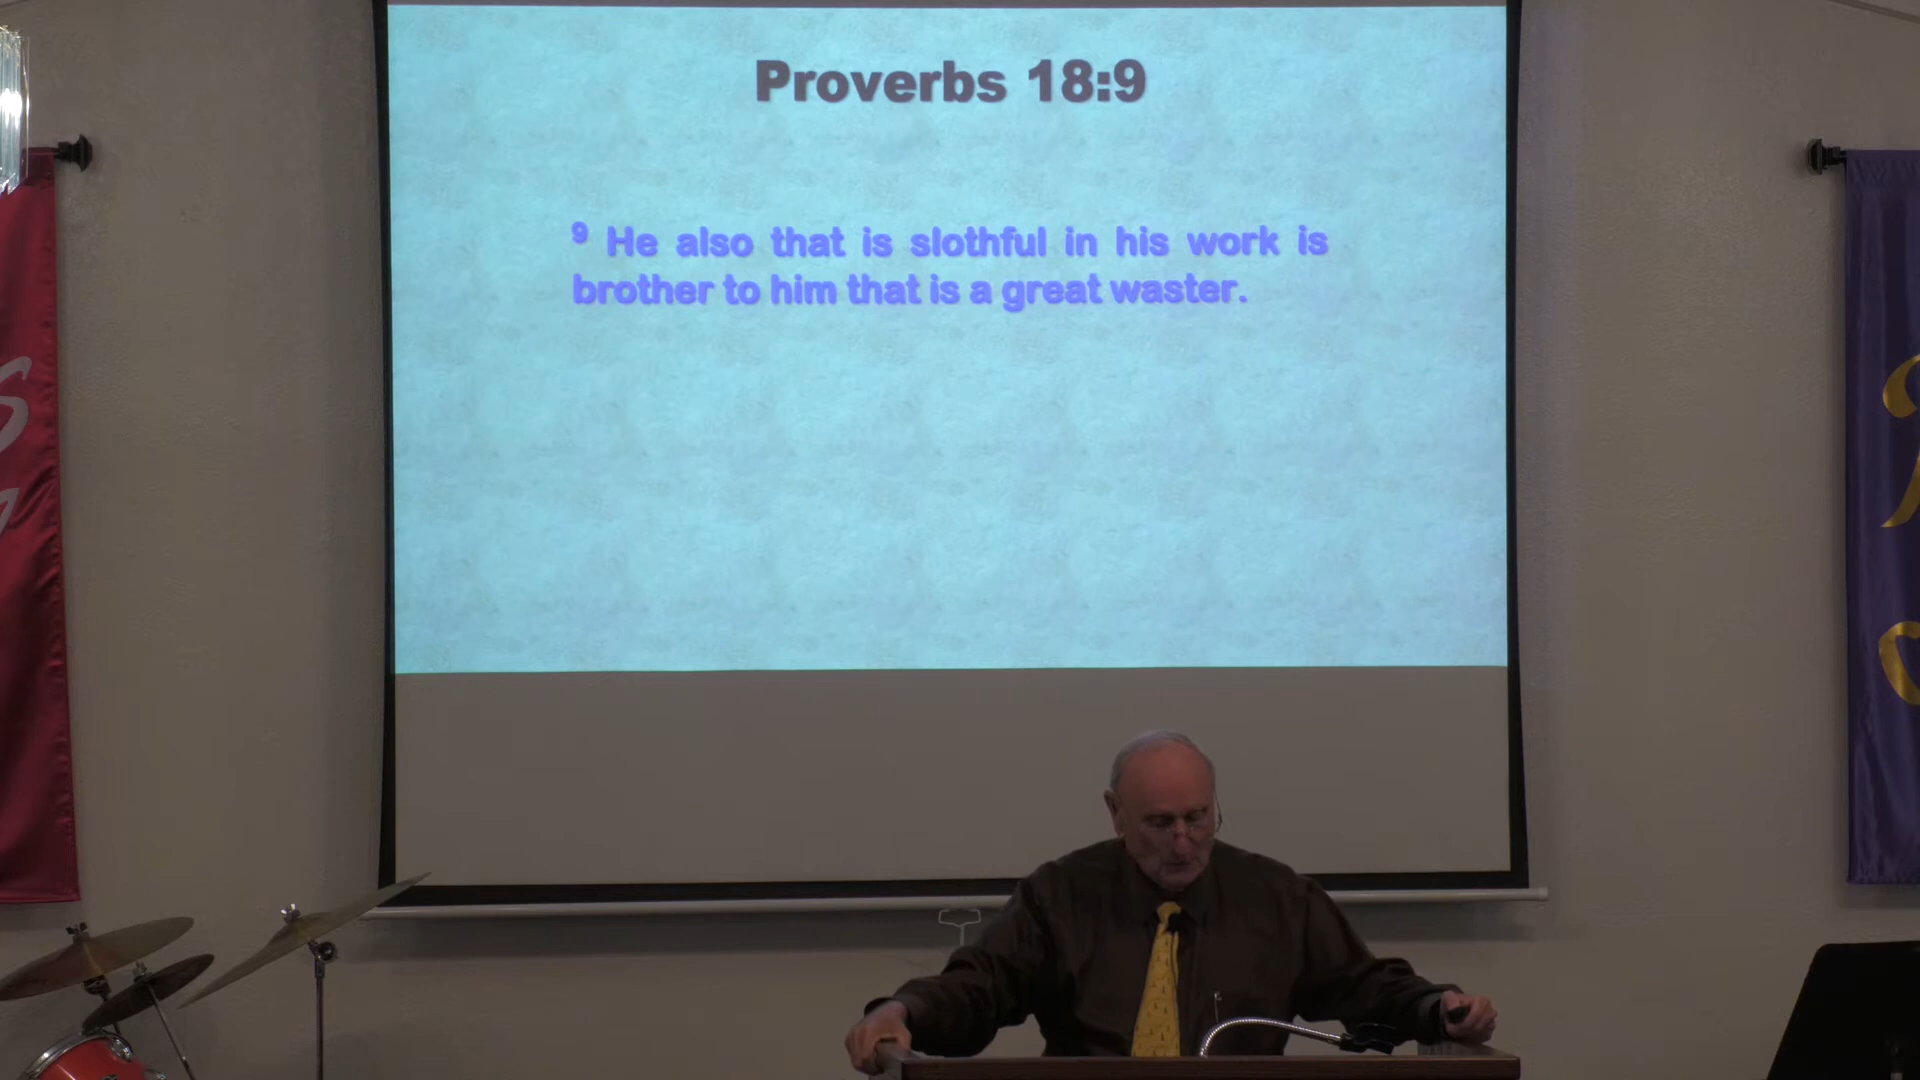 Proverbs 18:9
9 He also that is slothful in his work is
brother to him that is a great waster.